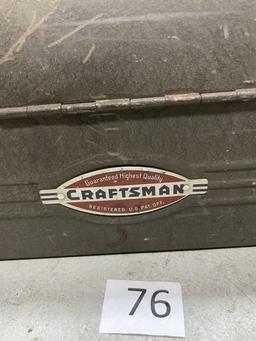 Guaranteed Highest Quality
CRAFTSMAN
REGISTERED U.S. PAT. OFF.
76